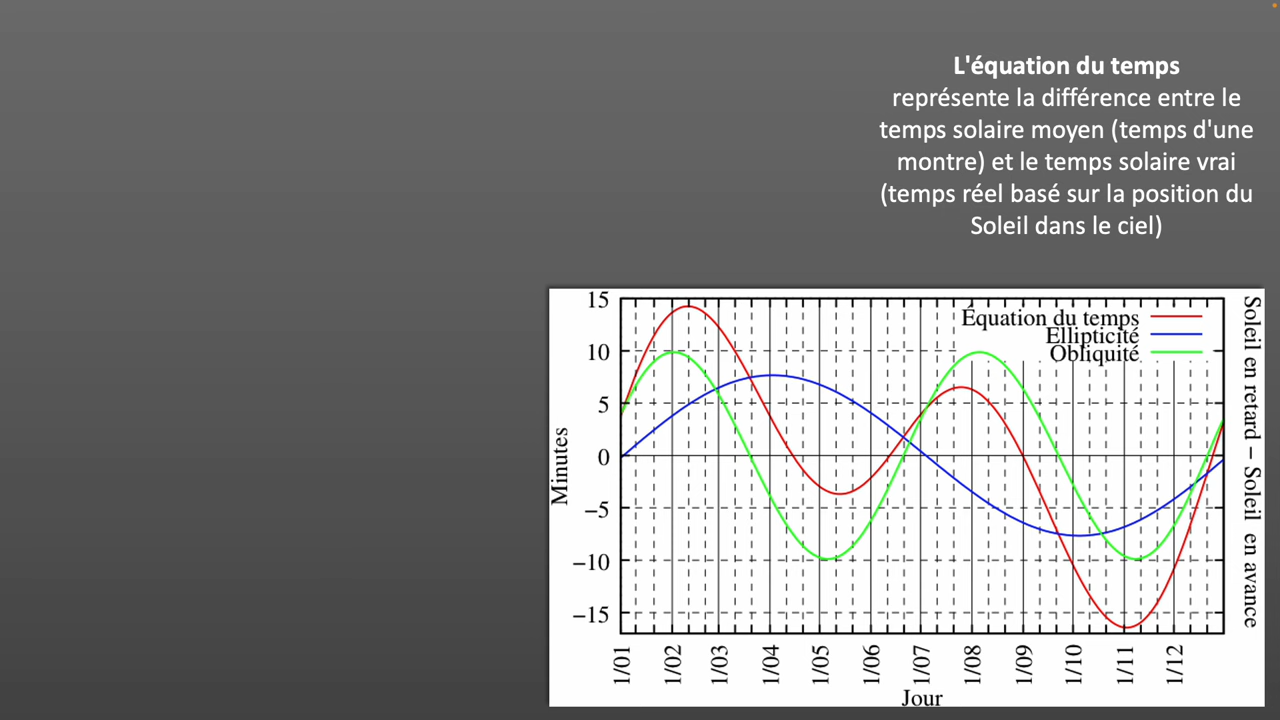 L'équation du temps
représente la différence entre le
temps solaire moyen (temps d'une
montre) et le temps solaire vrai
(temps réel basé sur la position du
Soleil dans le ciel)
15
10
5
0
−5
−10
−15
Minutes
Équation du temps
Ellipticité
Obliquité
Soleil en retard − Soleil en avance
1/01
1/02
1/03
1/04
1/05
1/06
1/07
1/08
1/09
1/10
1/11
1/12
Jour